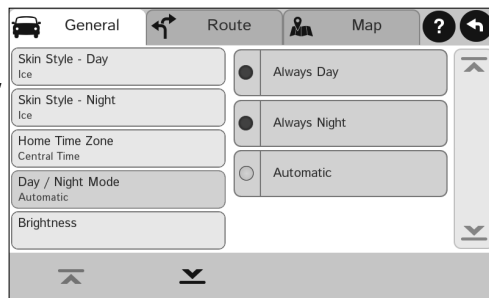 General
Route
Map
?
Skin Style - Day
Ice
Skin Style - Night
Ice
Home Time Zone
Central Time
Day / Night Mode
Automatic
Brightness
Always Day
Always Night
Automatic